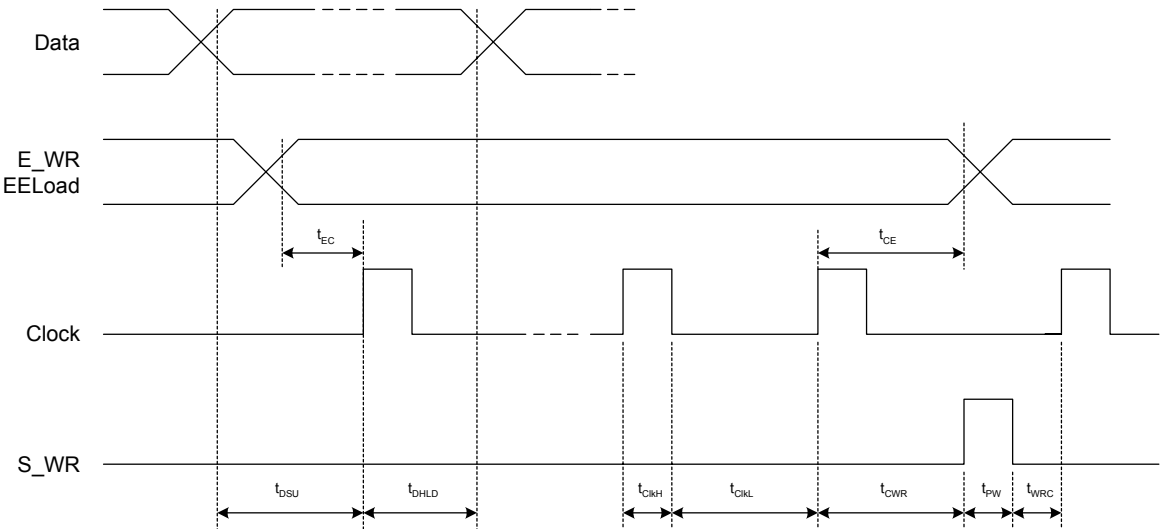 Data
E_WR
EELoad
tEC
tCE
Clock
S_WR
tDSU
tDHLD
tClkH
tClkL
tCWR
tPW
tWRC